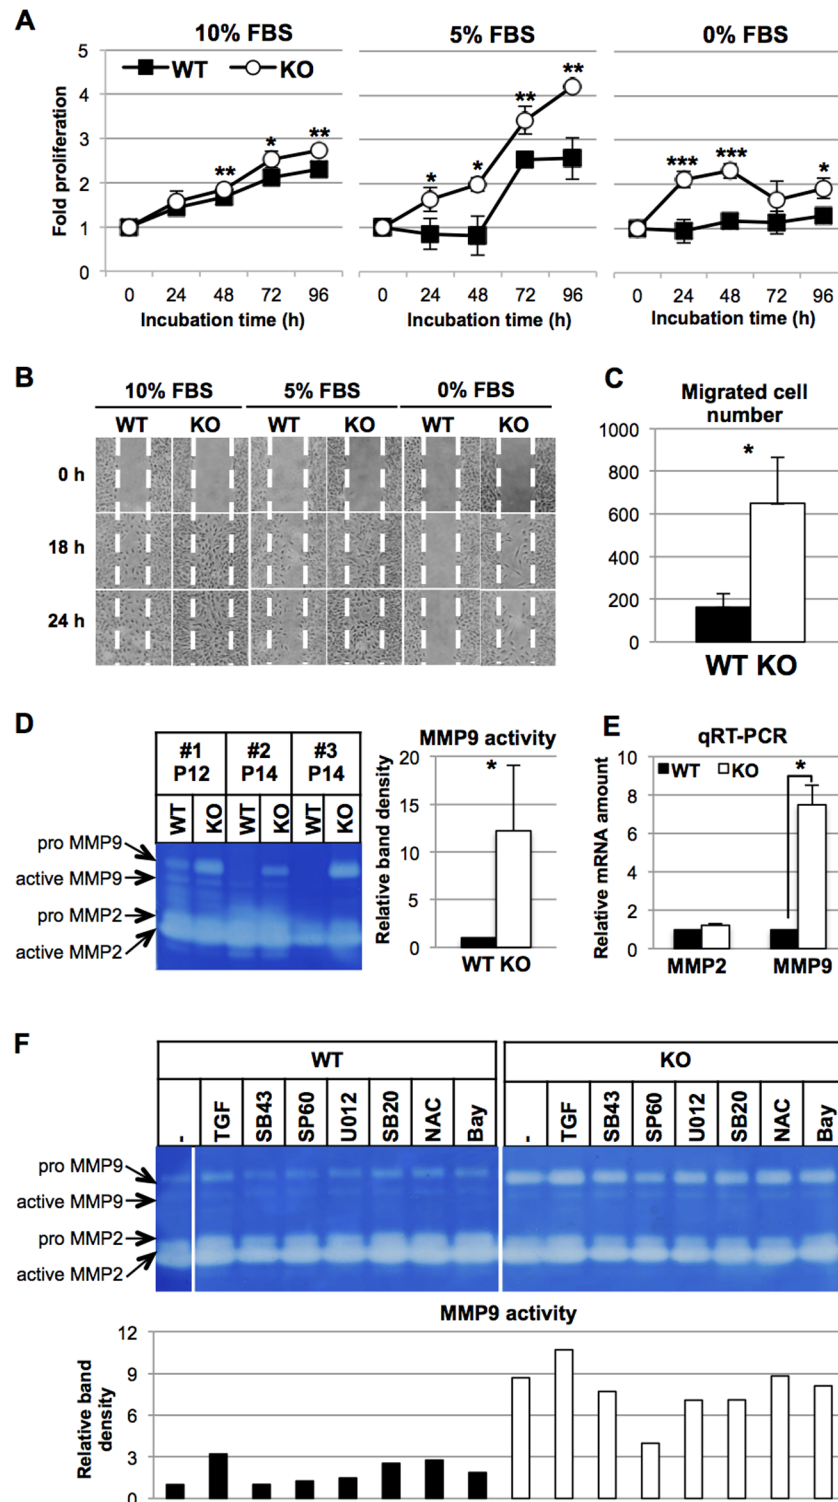 A
10% FBS
5% FBS
0% FBS
Fold proliferation
5
4
3
2
1
0
WT
KO
**
*
**
*
*
**
**
***
***
*
0 24 48 72 96
0 24 48 72 96
0 24 48 72 96
Incubation time (h)
Incubation time (h)
Incubation time (h)
B
10% FBS
5% FBS
0% FBS
WT KO WT KO WT KO
0 h
18 h
24 h
C
Migrated cell
number
1000
800
600
400
200
0
*
WT KO
D
#1
P12
#2
P14
#3
P14
WT KO WT KO WT KO
pro MMP9
active MMP9
pro MMP2
active MMP2
MMP9 activity
Relative band density
20
15
10
5
0
*
WT KO
E
qRT-PCR
Relative mRNA amount
10
8
6
4
2
0
WT
KO
*
MMP2
MMP9
F
WT
KO
- TGF SB43 SP60 U012 SB20 NAC Bay
- TGF SB43 SP60 U012 SB20 NAC Bay
pro MMP9
active MMP9
pro MMP2
active MMP2
MMP9 activity
Relative band
density
12
9
6
3
0